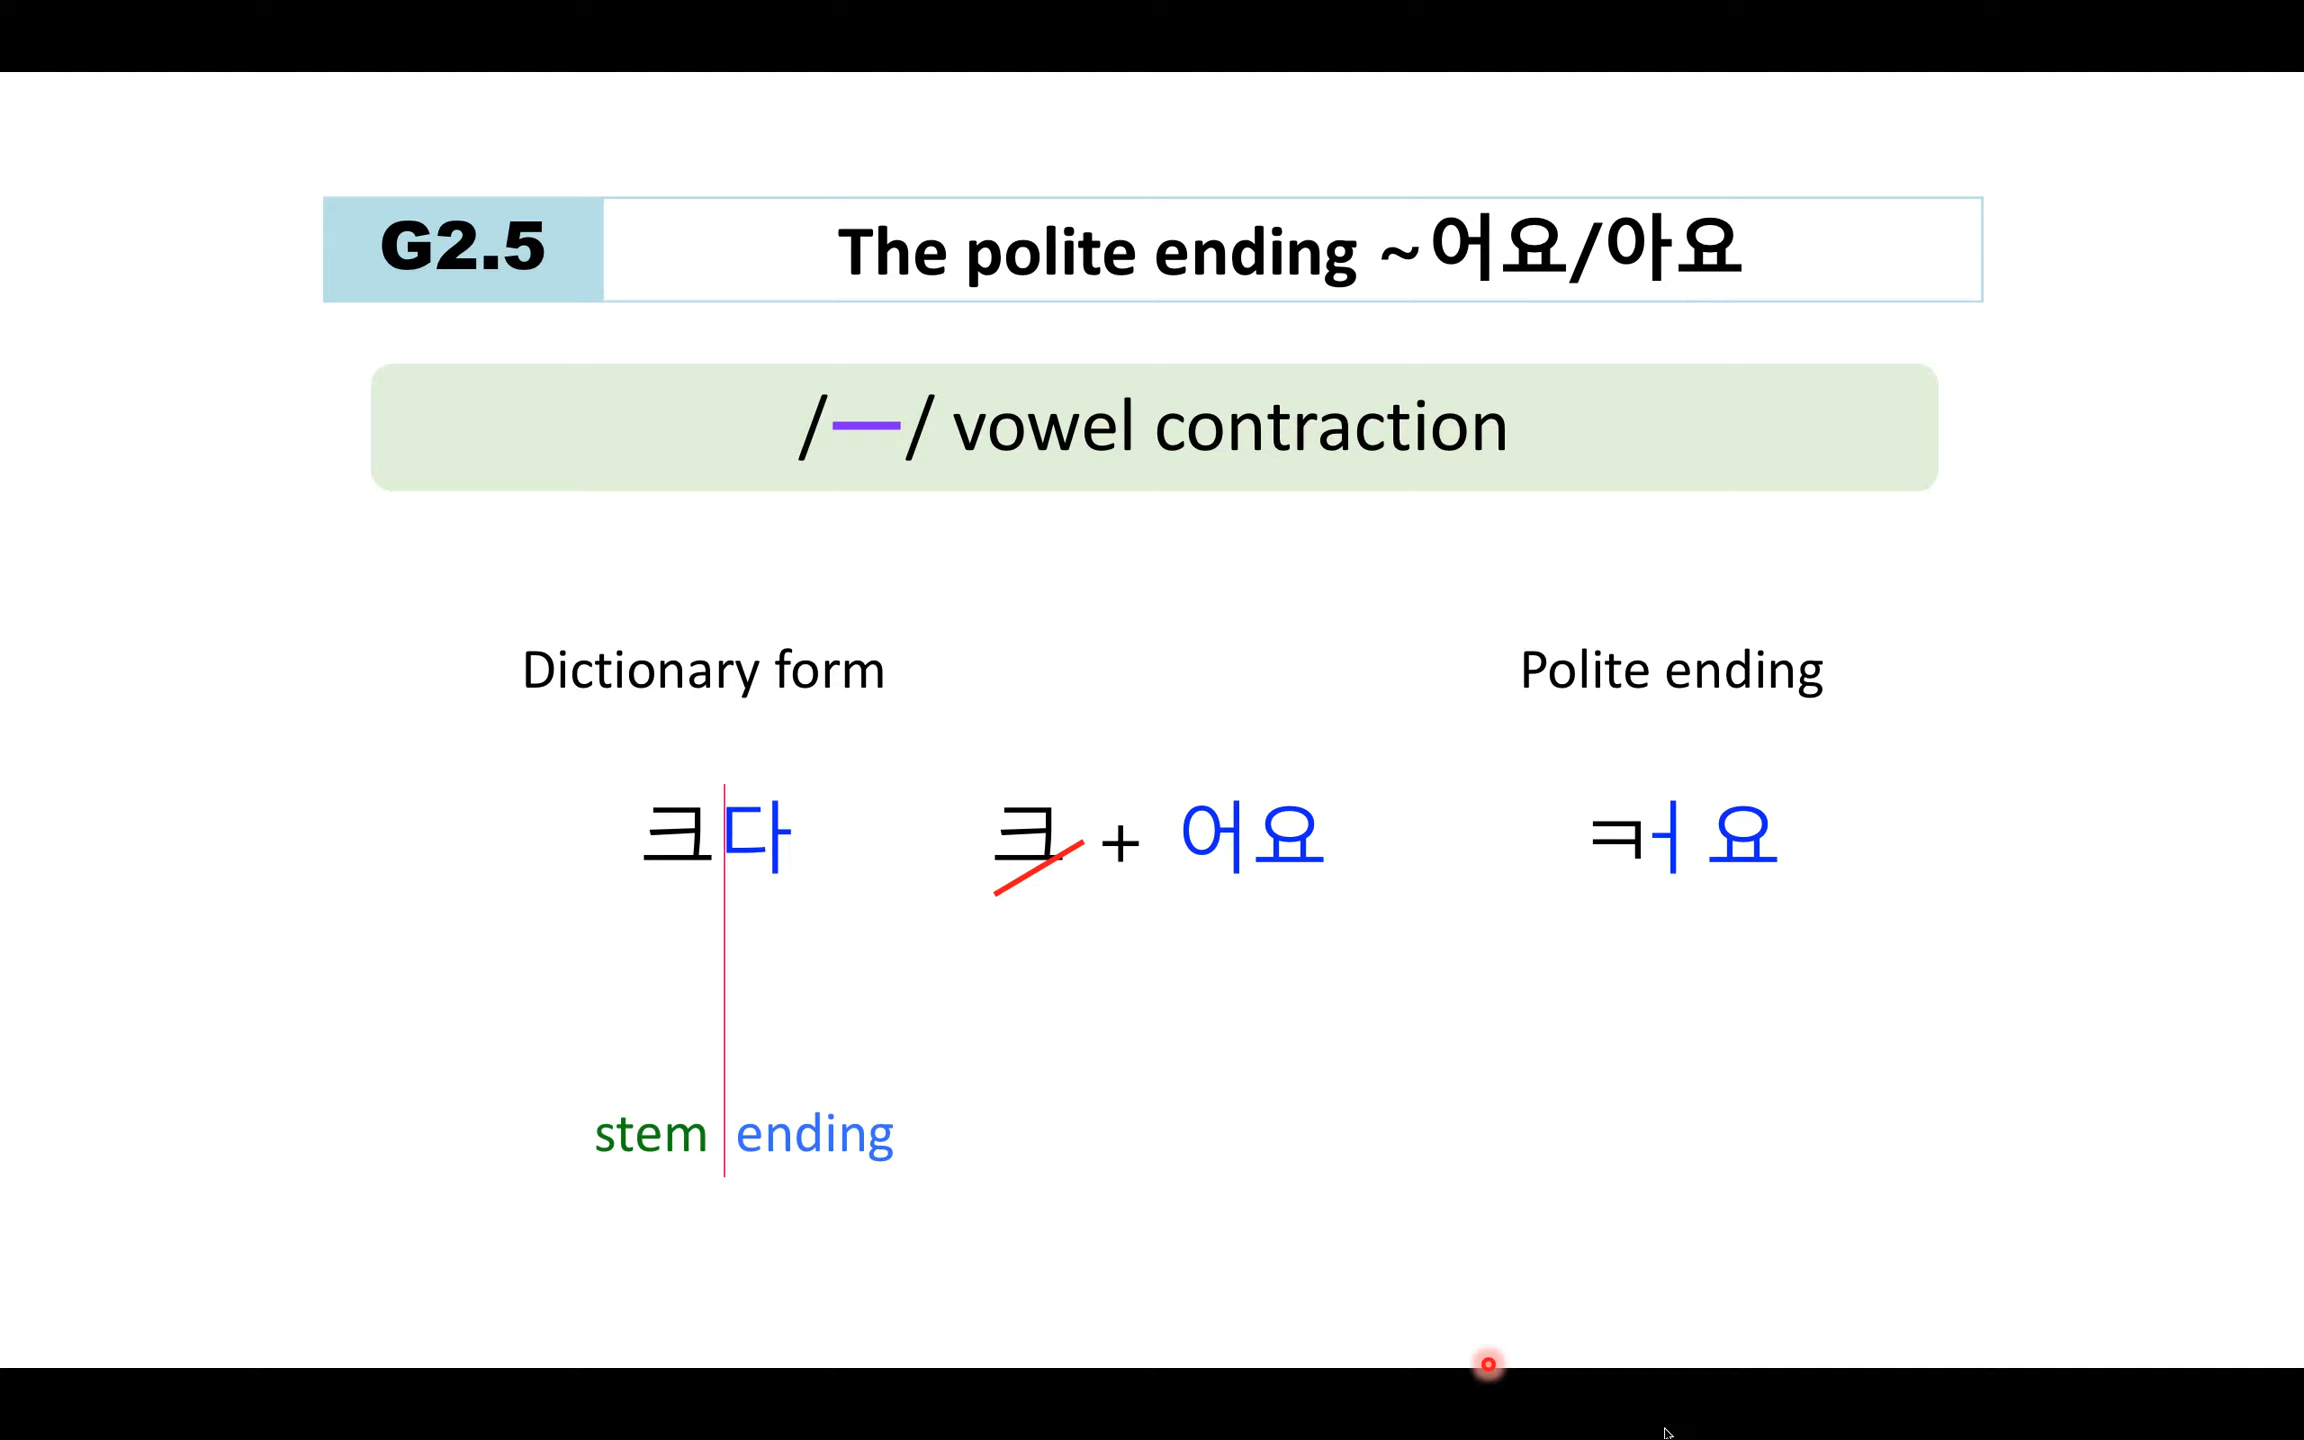 G2.5 The polite ending ~어요/아요
/ㅡ/ vowel contraction
Dictionary form Polite ending
크다 크 + 어요 커요
stem ending